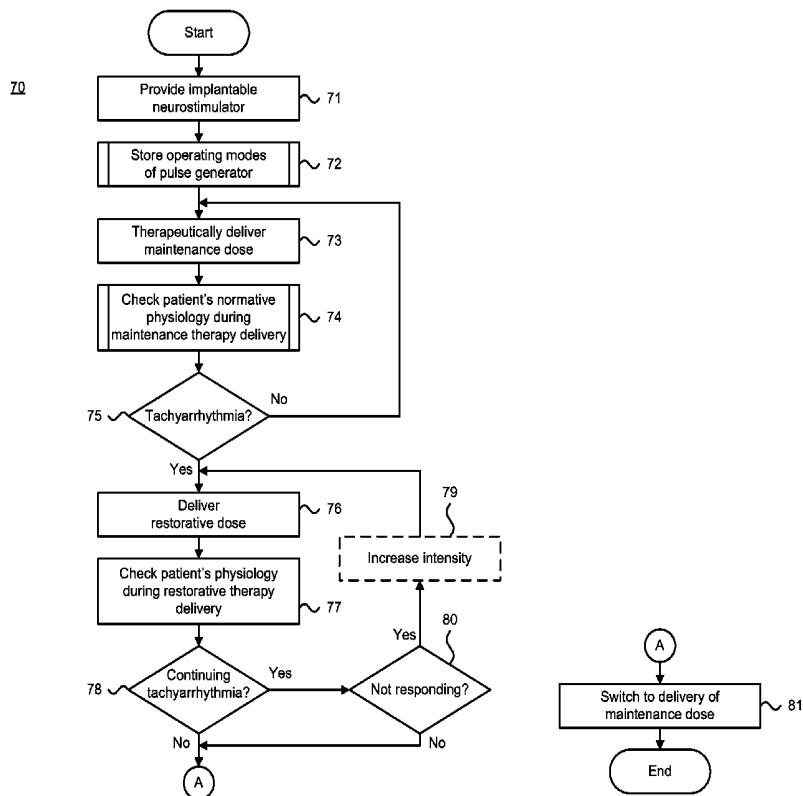 Start
70
Provide implantable
neurostimulator
71
Store operating modes
of pulse generator
72
Therapeutically deliver
maintenance dose
73
Check patient's normative
physiology during
maintenance therapy delivery
74
75
Tachyarrhythmia?
No
Yes
Deliver
restorative dose
76
79
Increase intensity
Check patient's physiology
during restorative therapy
delivery
77
Yes
80
78
Continuing
tachyarrhythmia?
Yes
Not responding?
No
No
A
A
Switch to delivery of
maintenance dose
81
End